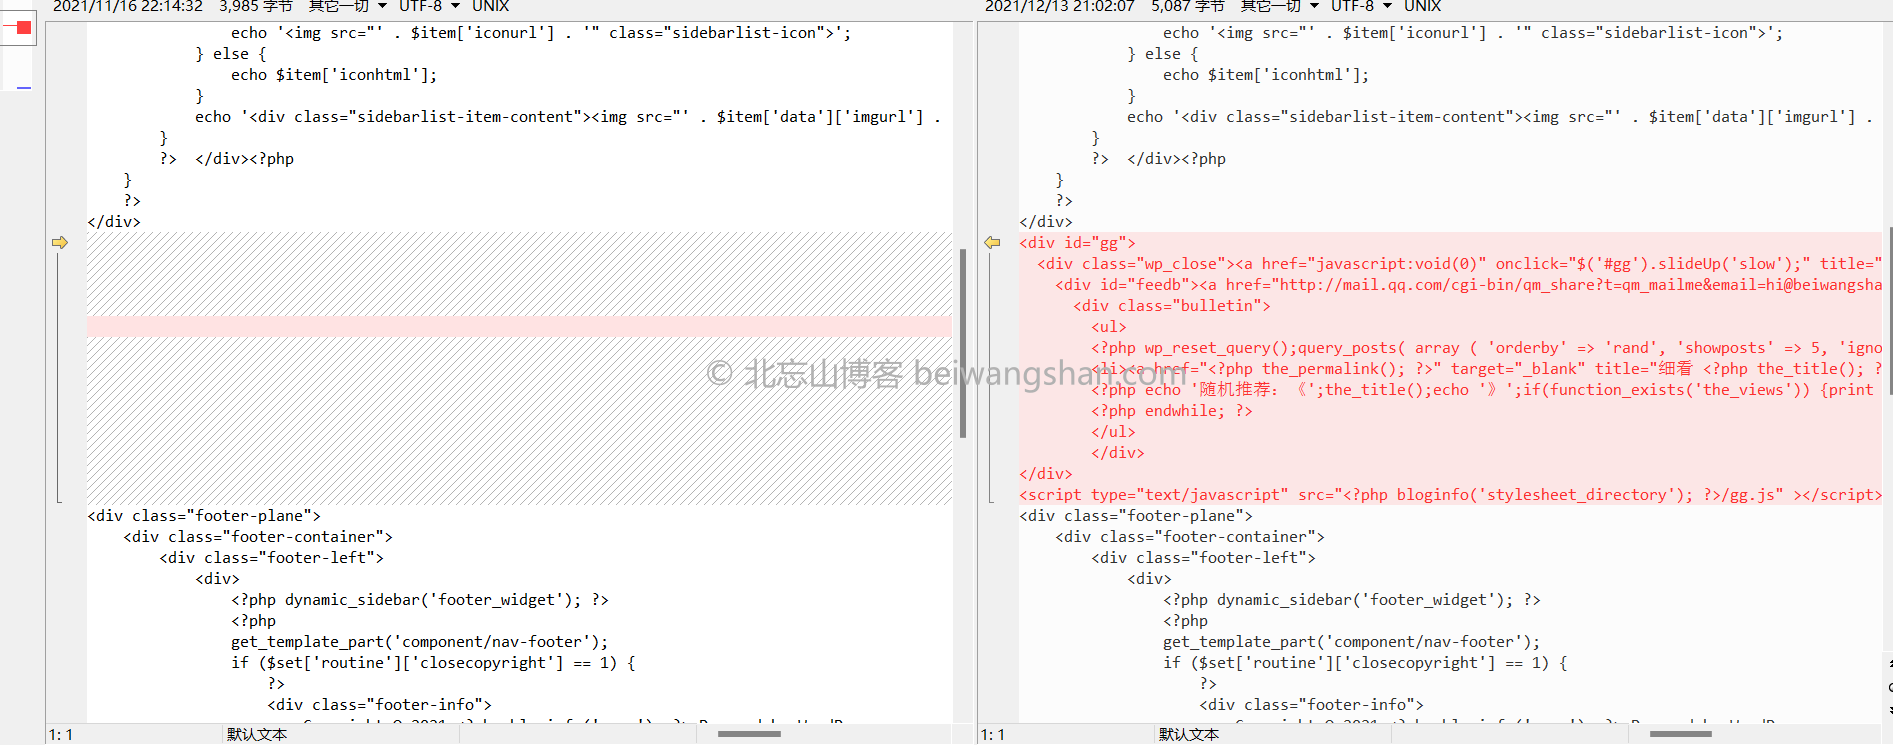 2021/11/16 22:14:32 3,985 字节 其它一切 UTF-8 UNIX
echo '<img src="' . $item['iconurl'] . '" class="sidebarlist-icon">';
} else {
echo $item['iconhtml'];
}
echo '<div class="sidebarlist-item-content"><img src="' . $item['data']['imgurl'] .
}
?> </div><?php
}
?>
</div>
<div class="footer-plane">
<div class="footer-container">
<div class="footer-left">
<div>
<?php dynamic_sidebar('footer_widget'); ?>
<?php
get_template_part('component/nav-footer');
if ($set['routine']['closecopyright'] == 1) {
?>
<div class="footer-info">
1: 1 默认文本
2021/12/13 21:02:07 5,087 字节 其它一切 UTF-8 UNIX
echo '<img src="' . $item['iconurl'] . '" class="sidebarlist-icon">';
} else {
echo $item['iconhtml'];
}
echo '<div class="sidebarlist-item-content"><img src="' . $item['data']['imgurl'] .
}
?> </div><?php
}
?>
</div>
<div id="gg">
<div class="wp_close"><a href="javascript:void(0)" onclick="$('#gg').slideUp('slow');" title="
<div id="feedb"><a href="http://mail.qq.com/cgi-bin/qm_share?t=qm_mailme&email=hi@beiwangsha
<div class="bulletin">
<ul>
<?php wp_reset_query();query_posts( array ( 'orderby' => 'rand', 'showposts' => 5, 'igno
<li><a href="<?php the_permalink(); ?>" target="_blank" title="细看 <?php the_title(); ?
<?php echo '随机推荐：《';the_title();echo '》';if(function_exists('the_views')) {print
<?php endwhile; ?>
</ul>
</div>
</div>
<script type="text/javascript" src="<?php bloginfo('stylesheet_directory'); ?>/gg.js" ></script>
<div class="footer-plane">
<div class="footer-container">
<div class="footer-left">
<div>
<?php dynamic_sidebar('footer_widget'); ?>
<?php
get_template_part('component/nav-footer');
if ($set['routine']['closecopyright'] == 1) {
?>
<div class="footer-info">
1: 1 默认文本
© 北忘山博客 beiwangshan.com